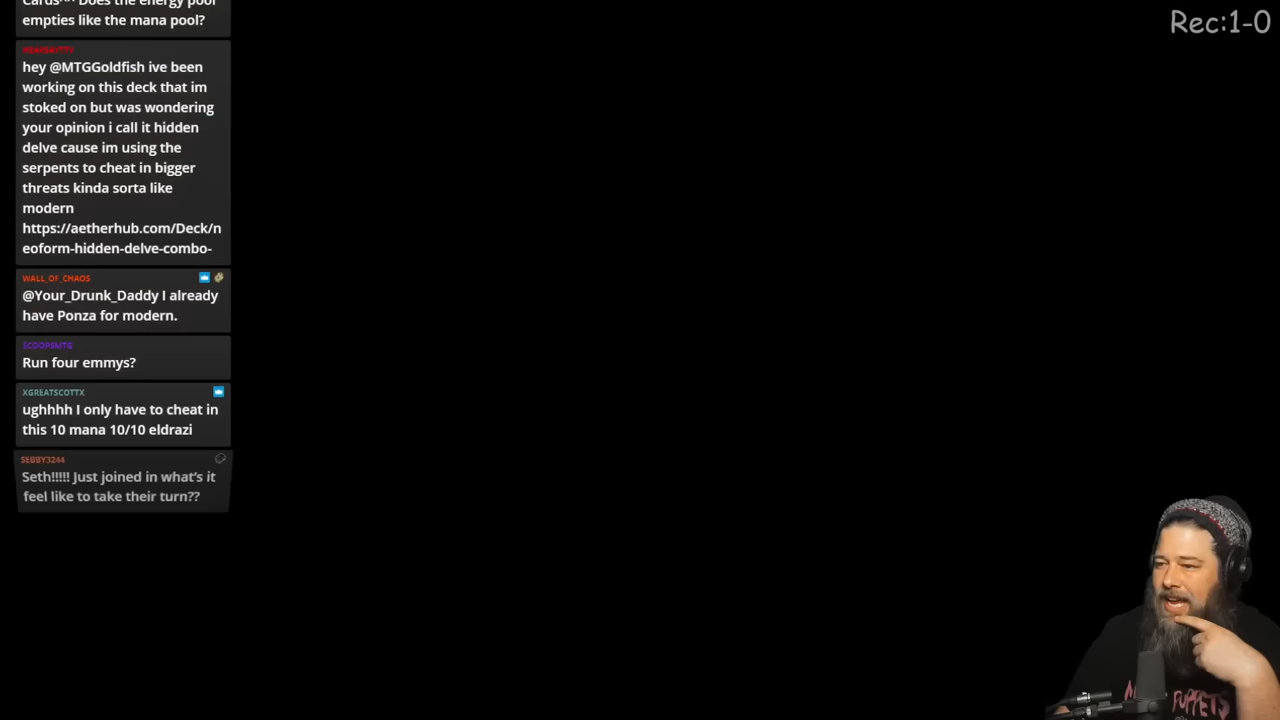 Cards^^ Does the energy pool
empties like the mana pool?
Rec:1-0
hey @MTGGoldfish ive been
working on this deck that im
stoked on but was wondering
your opinion i call it hidden
delve cause im using the
serpents to cheat in bigger
threats kinda sorta like
modern
https://aetherhub.com/Deck/n
eoform-hidden-delve-combo-
WALL_OF_CHAOS
@Your_Drunk_Daddy I already
have Ponza for modern.
SCOOPSMTG
Run four emmys?
XGREATSCOTTX
ughhhh I only have to cheat in
this 10 mana 10/10 eldrazi
SEBBY3244
Seth!!!!! Just joined in what's it
feel like to take their turn??
PUPPETS